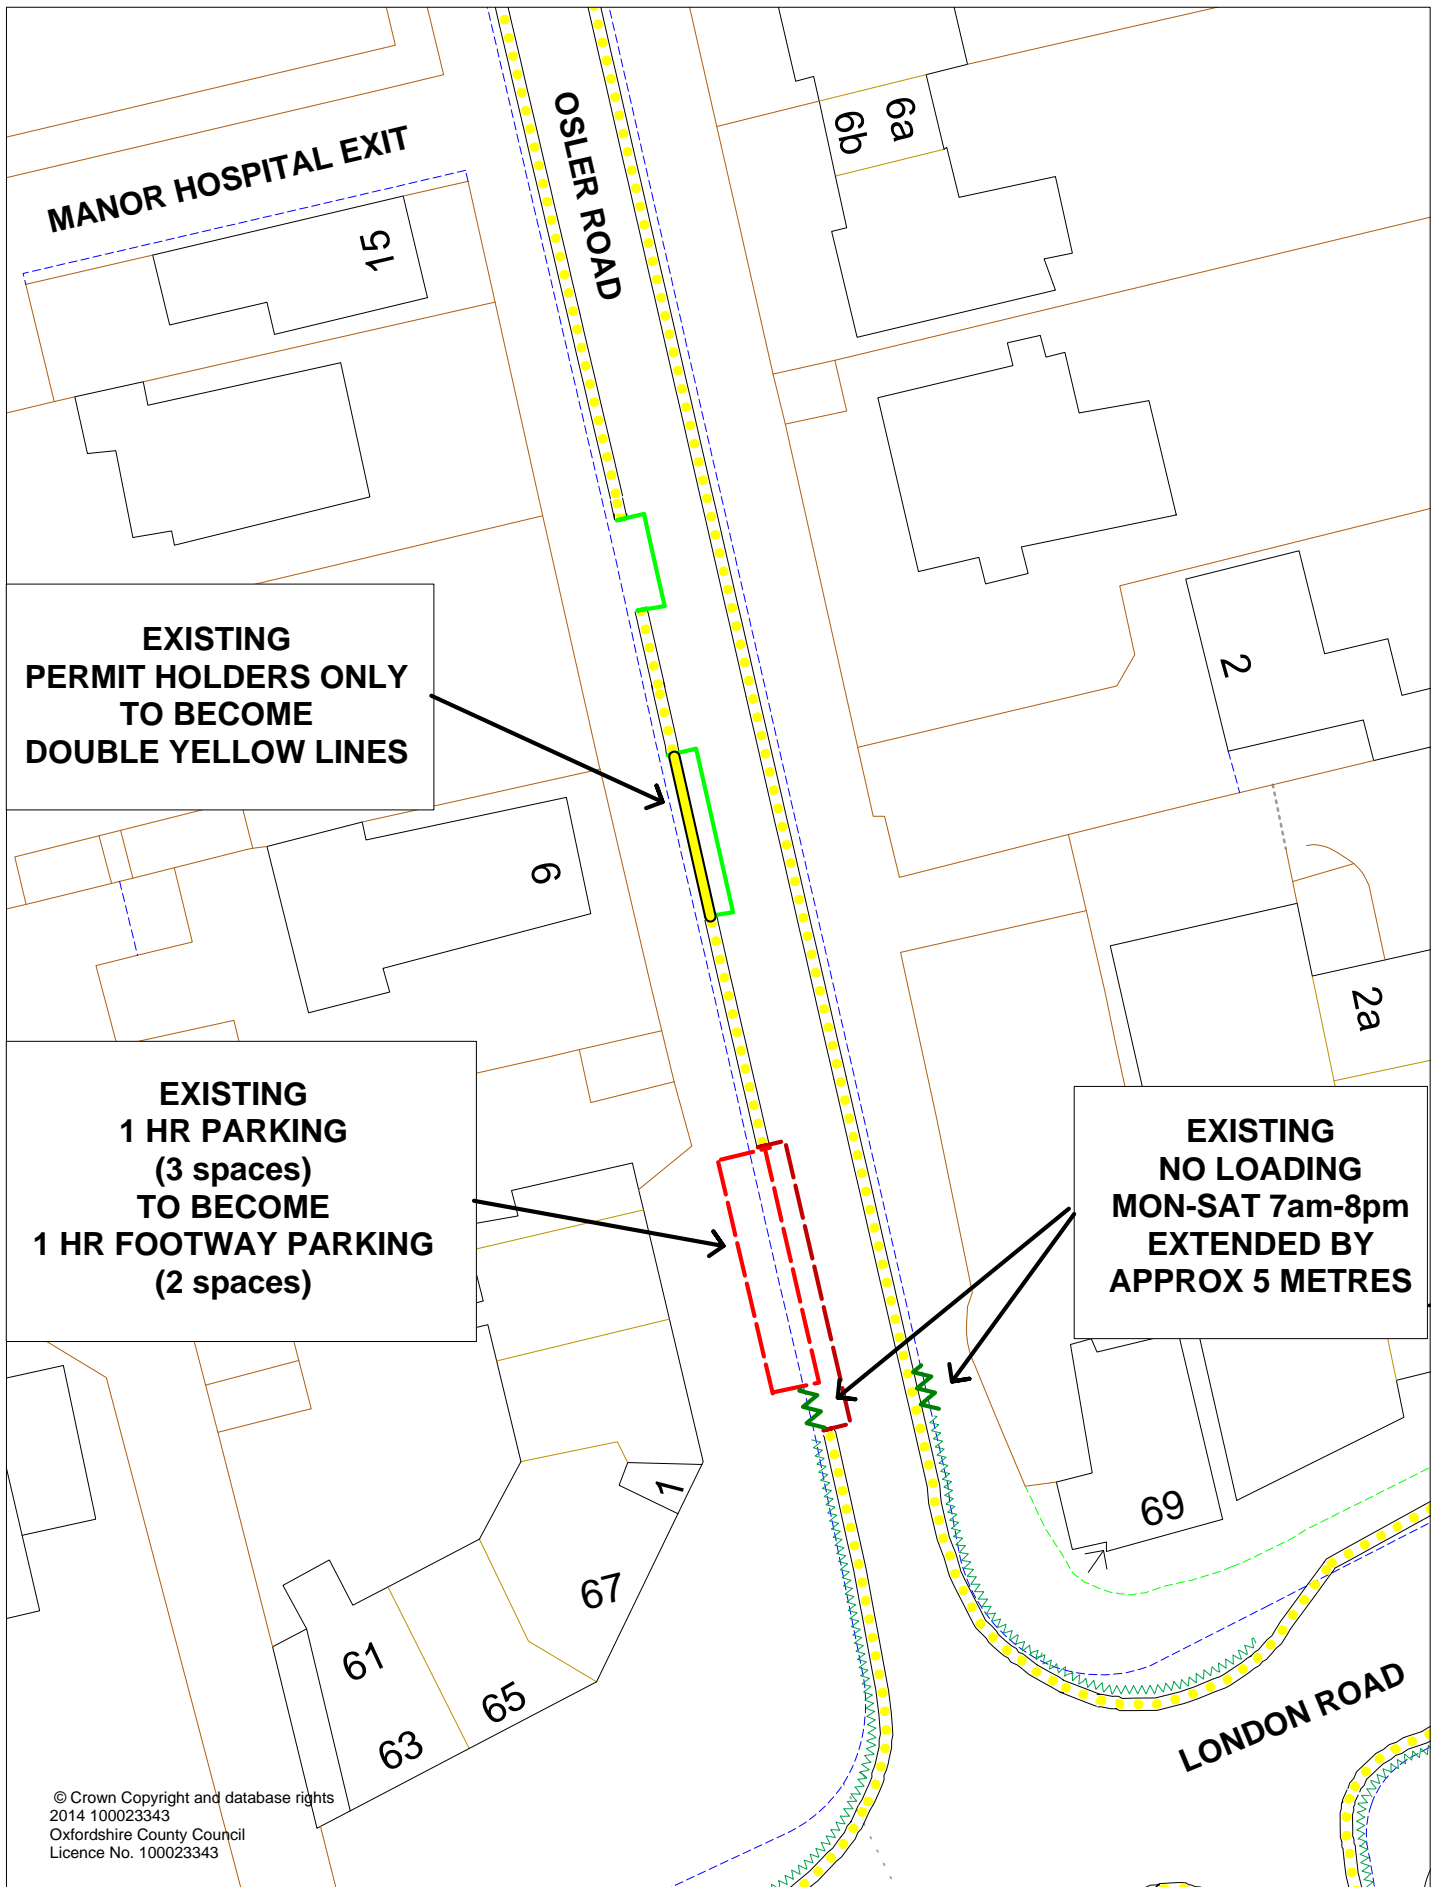 OSLER ROAD
6a
6b
MANOR HOSPITAL EXIT
15
EXISTING
PERMIT HOLDERS ONLY
TO BECOME
DOUBLE YELLOW LINES
2
6
2a
EXISTING
1 HR PARKING
(3 spaces)
TO BECOME
1 HR FOOTWAY PARKING
(2 spaces)
EXISTING
NO LOADING
MON-SAT 7am-8pm
EXTENDED BY
APPROX 5 METRES
1
69
67
61
65
63
LONDON ROAD
© Crown Copyright and database rights
2014 100023343
Oxfordshire County Council
Licence No. 100023343